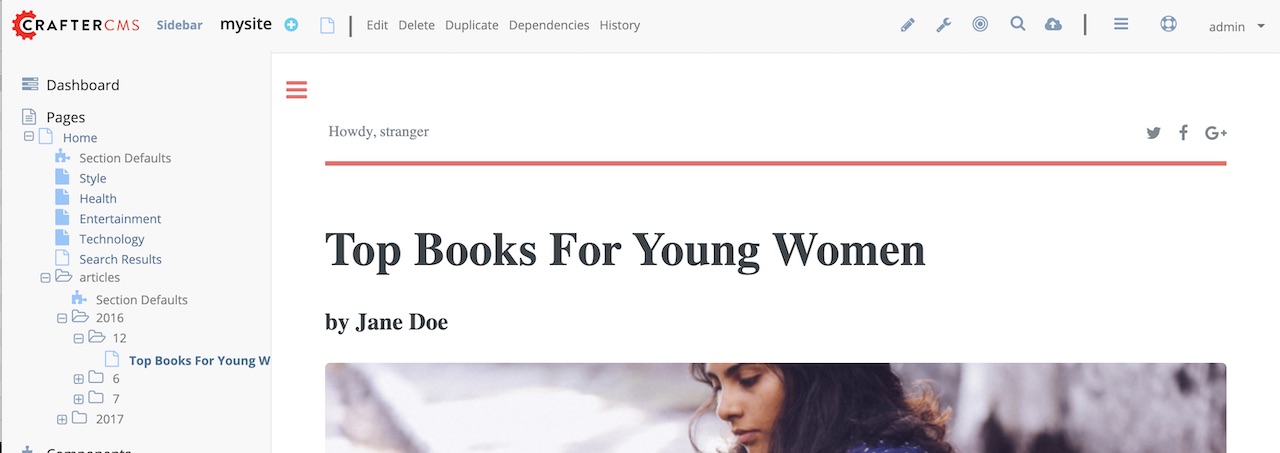 CRAFTERCMS Sidebar mysite Edit Delete Duplicate Dependencies History admin
Dashboard
Pages
Home
Section Defaults
Style
Health
Entertainment
Technology
Search Results
articles
Section Defaults
2016
12
Top Books For Young W
6
7
2017
Components
Howdy, stranger
G+
Top Books For Young Women
by Jane Doe